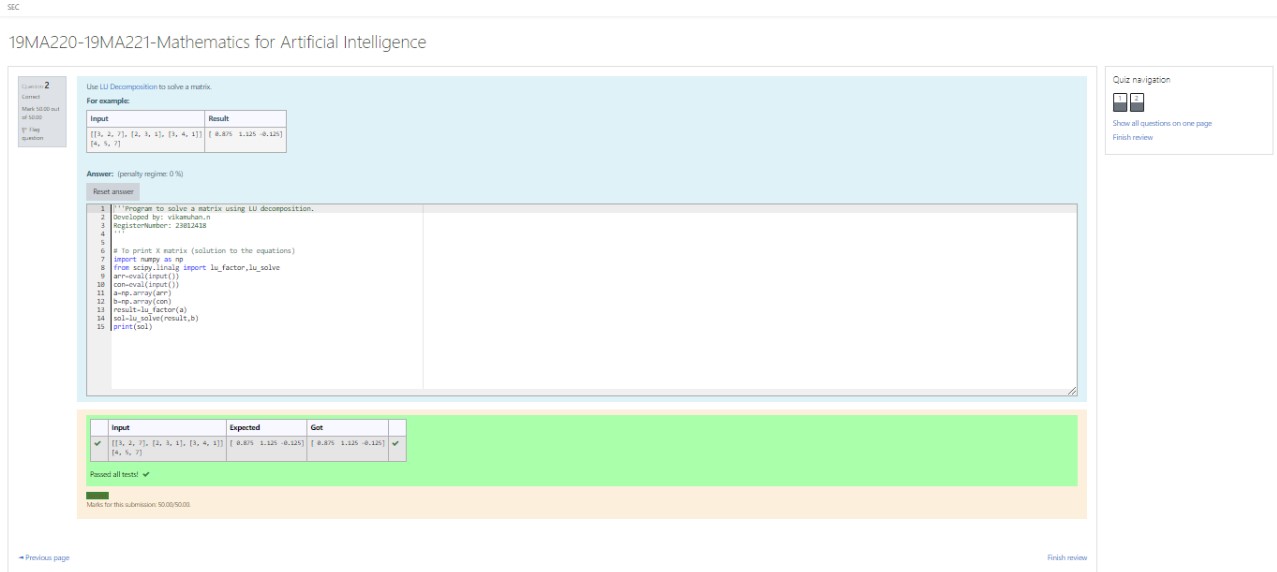 SEC
19MA220-19MA221-Mathematics for Artificial Intelligence
Question 2
Correct
Mark 50.00 out
of 50.00
Flag
question
Use LU Decomposition to solve a matrix.
For example:
Input Result
[[3, 2, 7], [2, 3, 1], [3, 4, 1]] [ 0.875 1.125 -0.125]
[4, 5, 7]
Answer: (penalty regime: 0 %)
Reset answer
1 '''Program to solve a matrix using LU decomposition.
2 Developed by: vikamuhan.n
3 RegisterNumber: 23012418
4 '''
5
6 # To print X matrix (solution to the equations)
7 import numpy as np
8 from scipy.linalg import lu_factor,lu_solve
9 arr=eval(input())
10 con=eval(input())
11 a=np.array(arr)
12 b=np.array(con)
13 result=lu_factor(a)
14 sol=lu_solve(result,b)
15 print(sol)
Input Expected Got
[[3, 2, 7], [2, 3, 1], [3, 4, 1]] [ 0.875 1.125 -0.125] [ 0.875 1.125 -0.125]
[4, 5, 7]
Passed all tests!
Marks for this submission: 50.00/50.00.
Previous page
Finish review
Quiz navigation
1 2
Show all questions on one page
Finish review